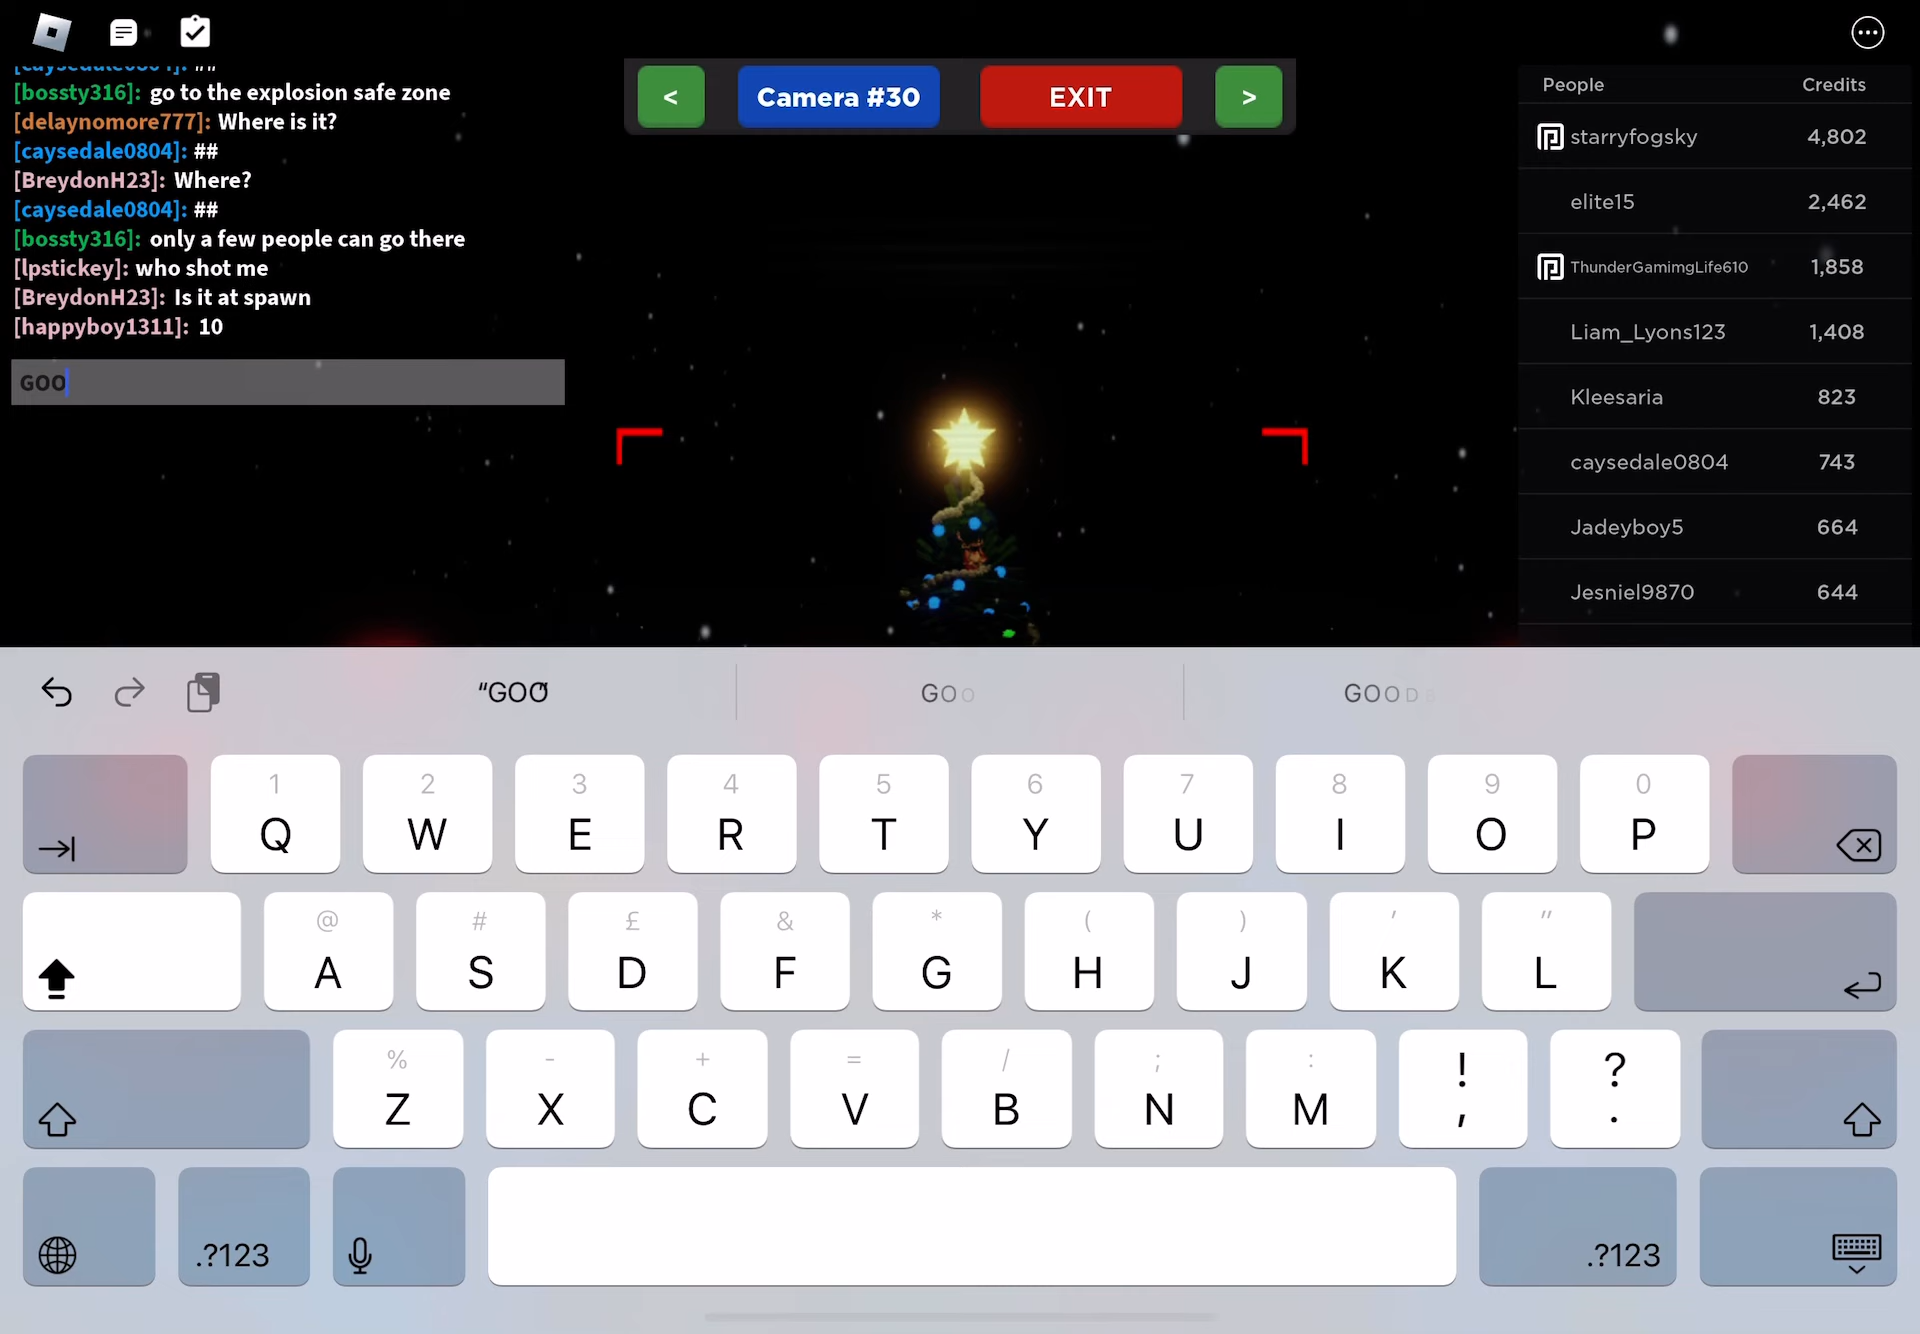 [bossty316]: go to the explosion safe zone
[delaynomore777]: Where is it?
[caysedale0804]: ##
[BreydonH23]: Where?
[caysedale0804]: ##
[bossty316]: only a few people can go there
[lpstickey]: who shot me
[BreydonH23]: Is it at spawn
[happyboy1311]: 10
GOO
< Camera #30 EXIT >
People Credits
starryfogsky 4,802
elite15 2,462
ThunderGamimgLife610 1,858
Liam_Lyons123 1,408
Kleesaria 823
caysedale0804 743
Jadeyboy5 664
Jesniel9870 644
“GOO” GOO GOOD
1 2 3 4 5 6 7 8 9 0
Q W E R T Y U I O P
@ # £ & * ( ) ' "
A S D F G H J K L
% - + = / ; : ! ?
Z X C V B N M , .
.?123 .?123